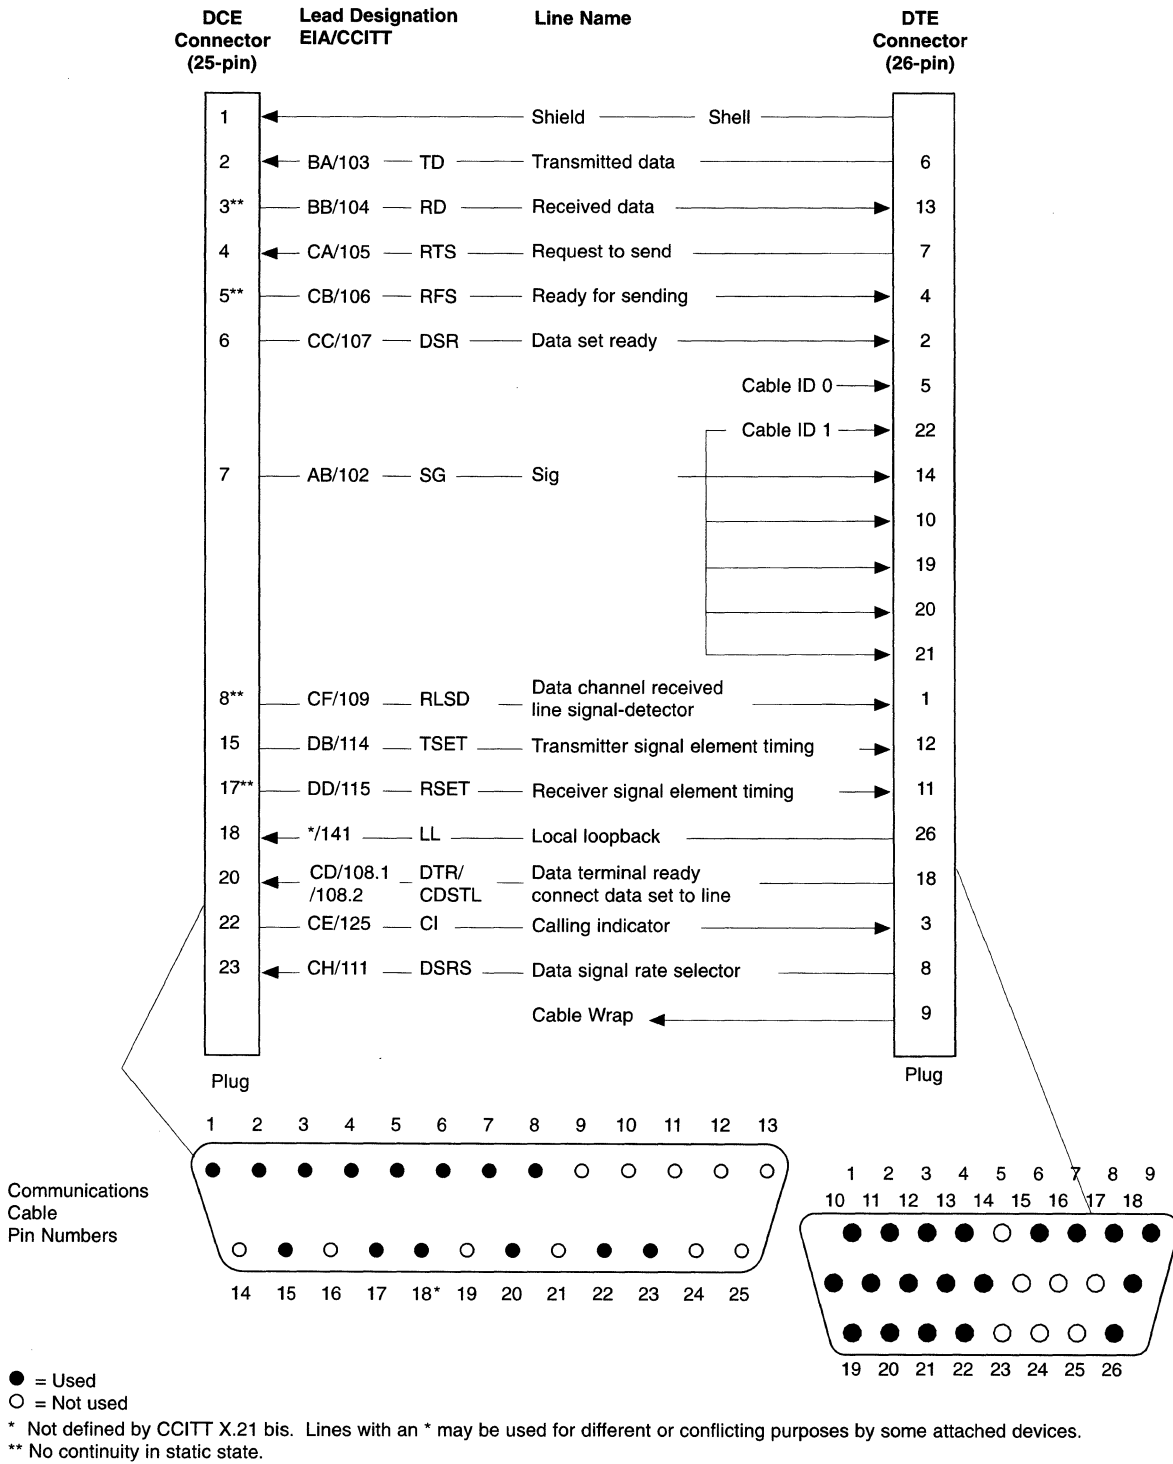 DCE Connector (25-pin) Lead Designation EIA/CCITT Line Name DTE Connector (26-pin)
1 Shield Shell
2 BA/103 TD Transmitted data 6
3** BB/104 RD Received data 13
4 CA/105 RTS Request to send 7
5** CB/106 RFS Ready for sending 4
6 CC/107 DSR Data set ready 2
Cable ID 0 5
Cable ID 1 22
7 AB/102 SG Sig 14
10
19
20
21
8** CF/109 RLSD Data channel received line signal-detector 1
15 DB/114 TSET Transmitter signal element timing 12
17** DD/115 RSET Receiver signal element timing 11
18 */141 LL Local loopback 26
20 CD/108.1 /108.2 DTR/ CDSTL Data terminal ready connect data set to line 18
22 CE/125 CI Calling indicator 3
23 CH/111 DSRS Data signal rate selector 8
Cable Wrap 9
Plug Plug
1 2 3 4 5 6 7 8 9 10 11 12 13
Communications
Cable
Pin Numbers
14 15 16 17 18* 19 20 21 22 23 24 25
1 2 3 4 5 6 7 8 9
10 11 12 13 14 15 16 17 18
19 20 21 22 23 24 25 26
= Used
= Not used
* Not defined by CCITT X.21 bis. Lines with an * may be used for different or conflicting purposes by some attached devices.
** No continuity in static state.